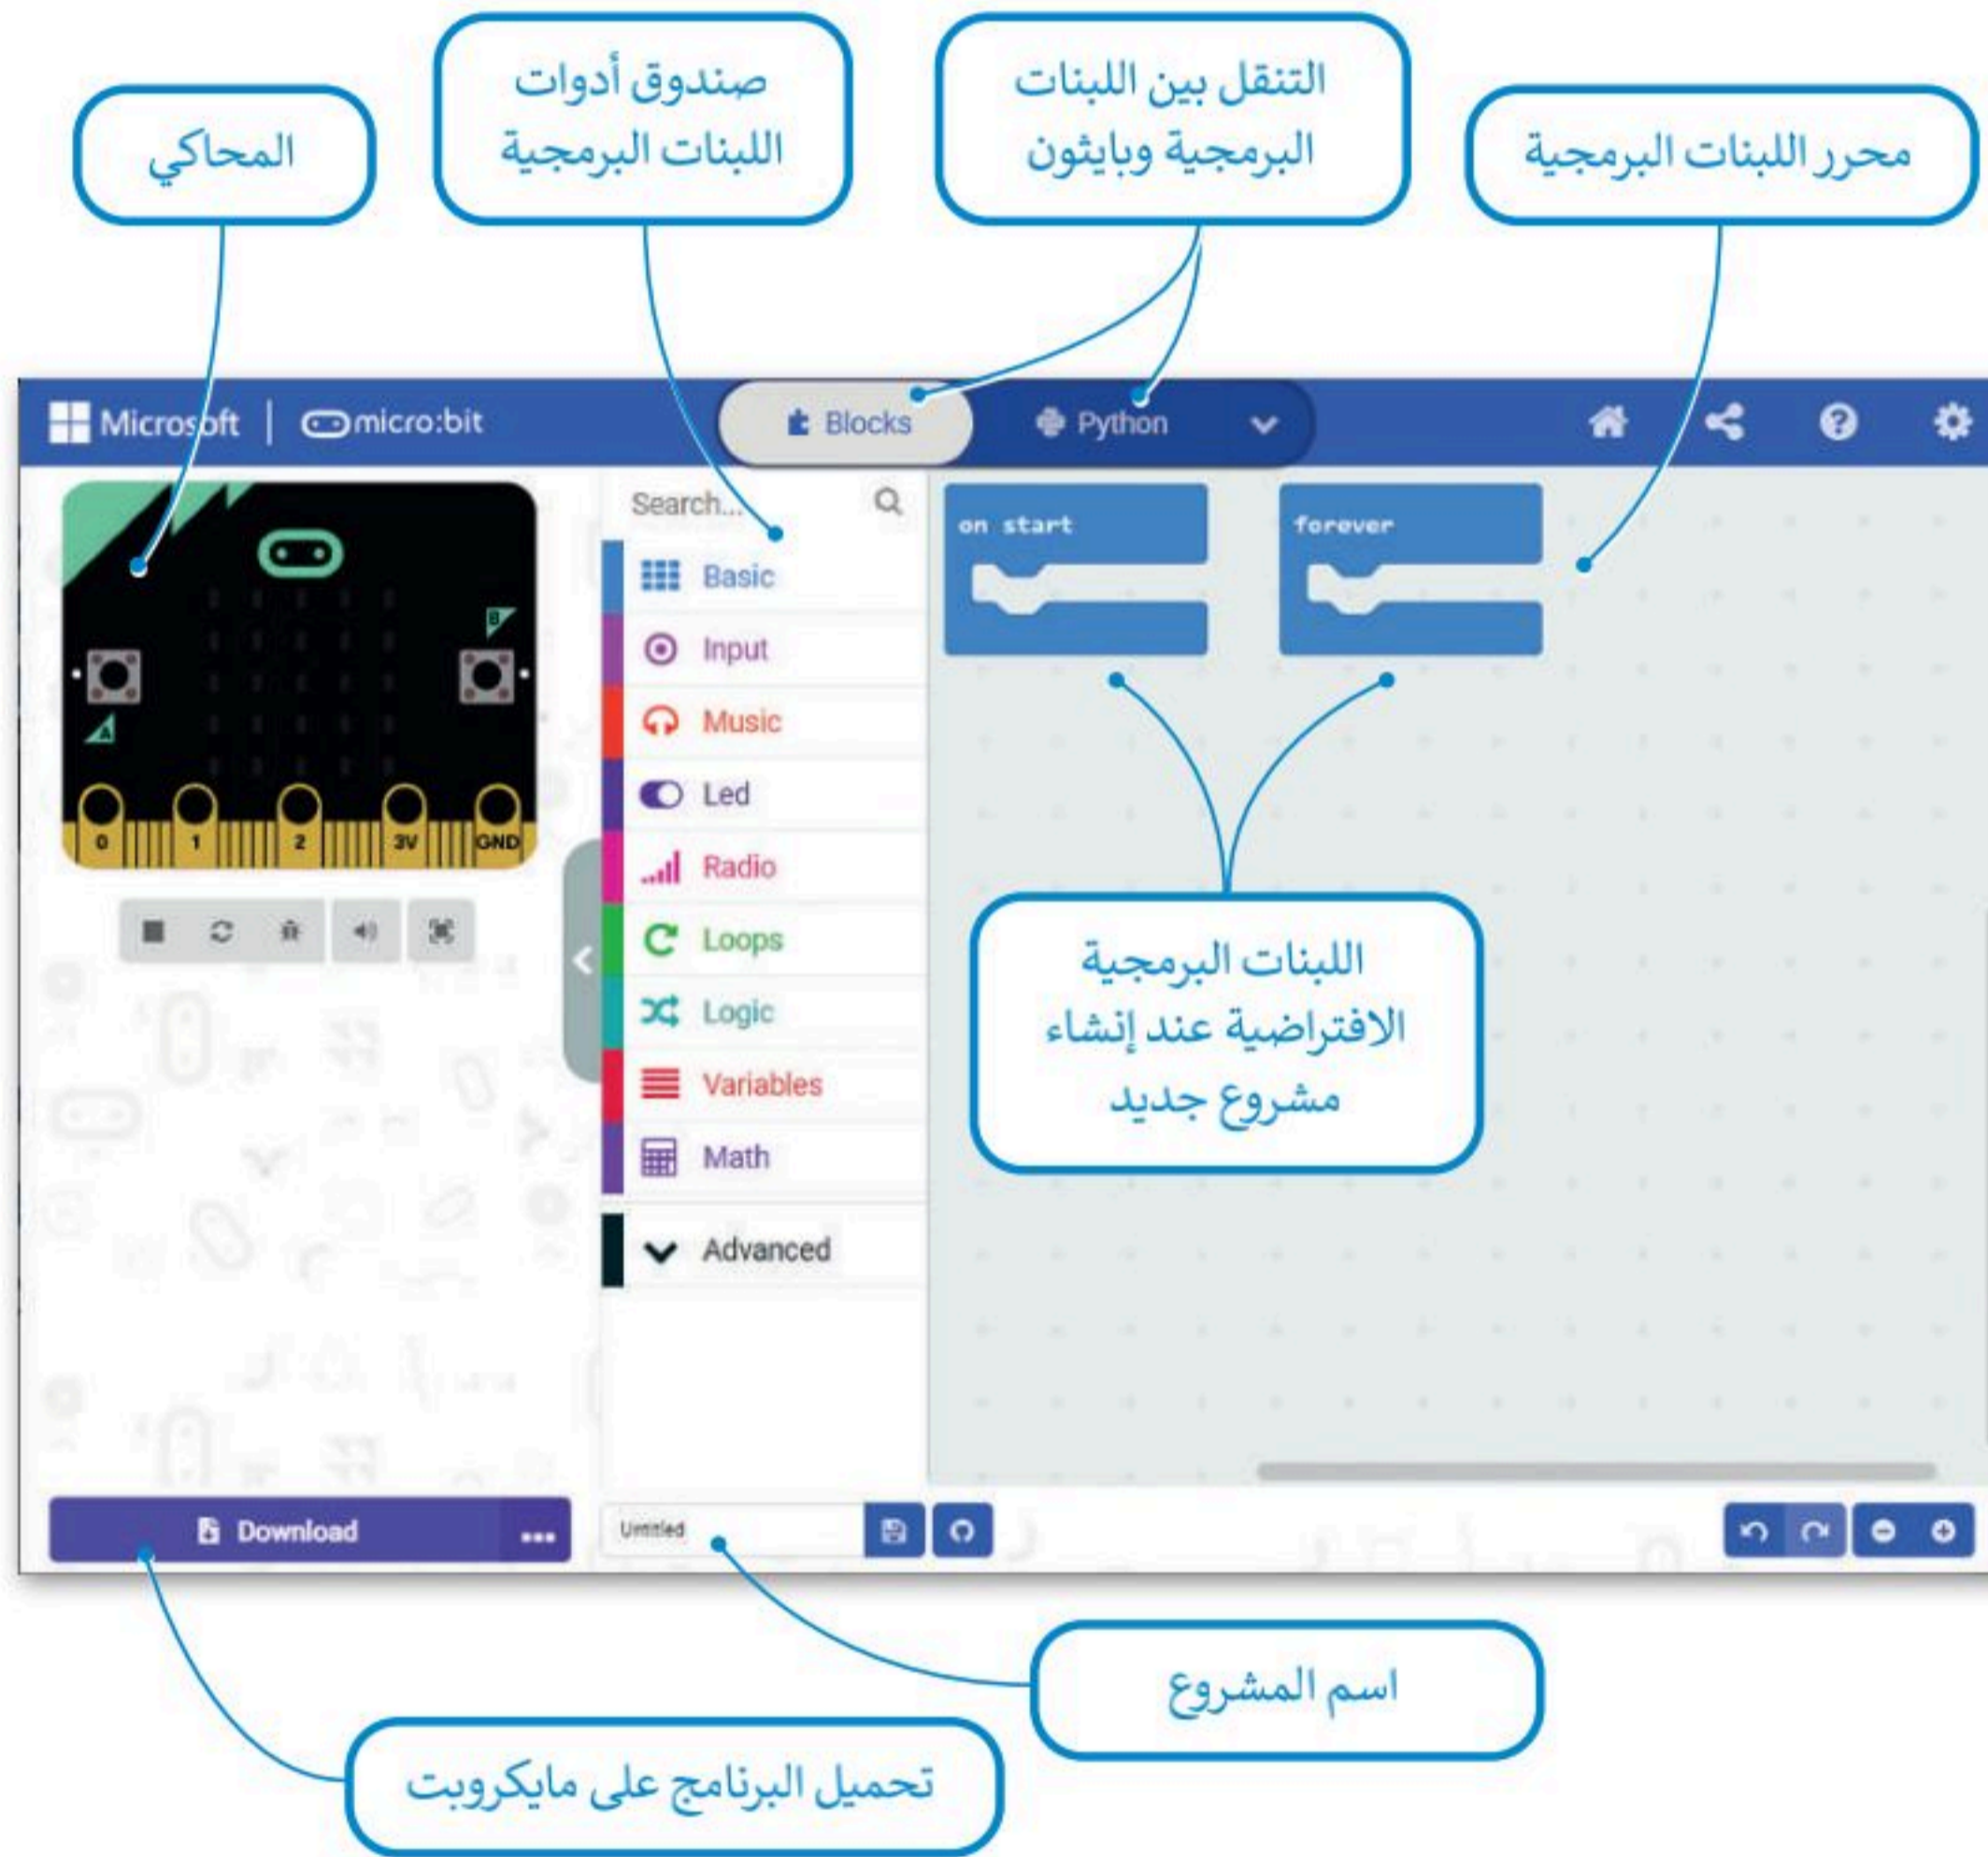 محرر اللبنات البرمجية
التنقل بين اللبنات
البرمجية وبايثون
صندوق أدوات
اللبنات البرمجية
المحاكي
Microsoft
micro:bit
Blocks
Python
Search...
Basic
Input
Music
Led
Radio
Loops
Logic
Variables
Math
Advanced
on start
forever
B
A
0 1 2 3V GND
اللبنات البرمجية
الافتراضية عند إنشاء
مشروع جديد
Download
Untitled
اسم المشروع
تحميل البرنامج على مايكروبت